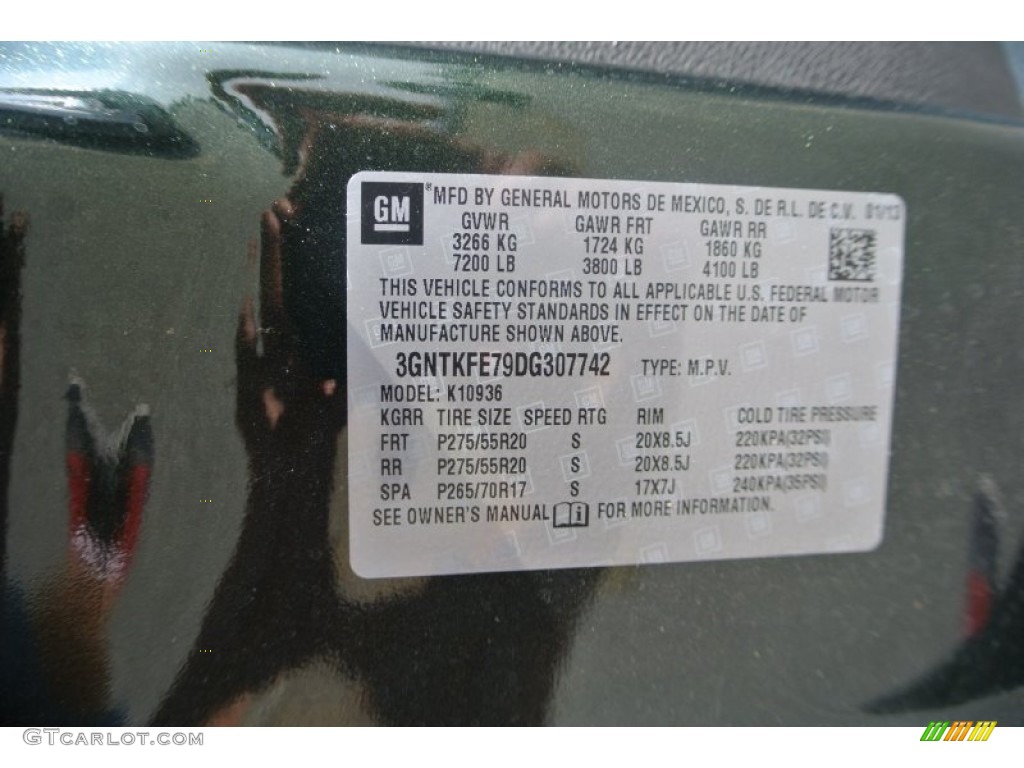 GM
® MFD BY GENERAL MOTORS DE MEXICO, S. DE R.L. DE C.V. 01/13
GVWR GAWR FRT GAWR RR
3266 KG 1724 KG 1860 KG
7200 LB 3800 LB 4100 LB
THIS VEHICLE CONFORMS TO ALL APPLICABLE U.S. FEDERAL MOTOR
VEHICLE SAFETY STANDARDS IN EFFECT ON THE DATE OF
MANUFACTURE SHOWN ABOVE.
3GNTKFE79DG307742 TYPE: M.P.V.
MODEL: K10936
KGRR TIRE SIZE SPEED RTG RIM COLD TIRE PRESSURE
FRT P275/55R20 S 20X8.5J 220KPA(32PSI)
RR P275/55R20 S 20X8.5J 220KPA(32PSI)
SPA P265/70R17 S 17X7J 240KPA(35PSI)
SEE OWNER'S MANUAL i FOR MORE INFORMATION.
GTCARLOT.COM